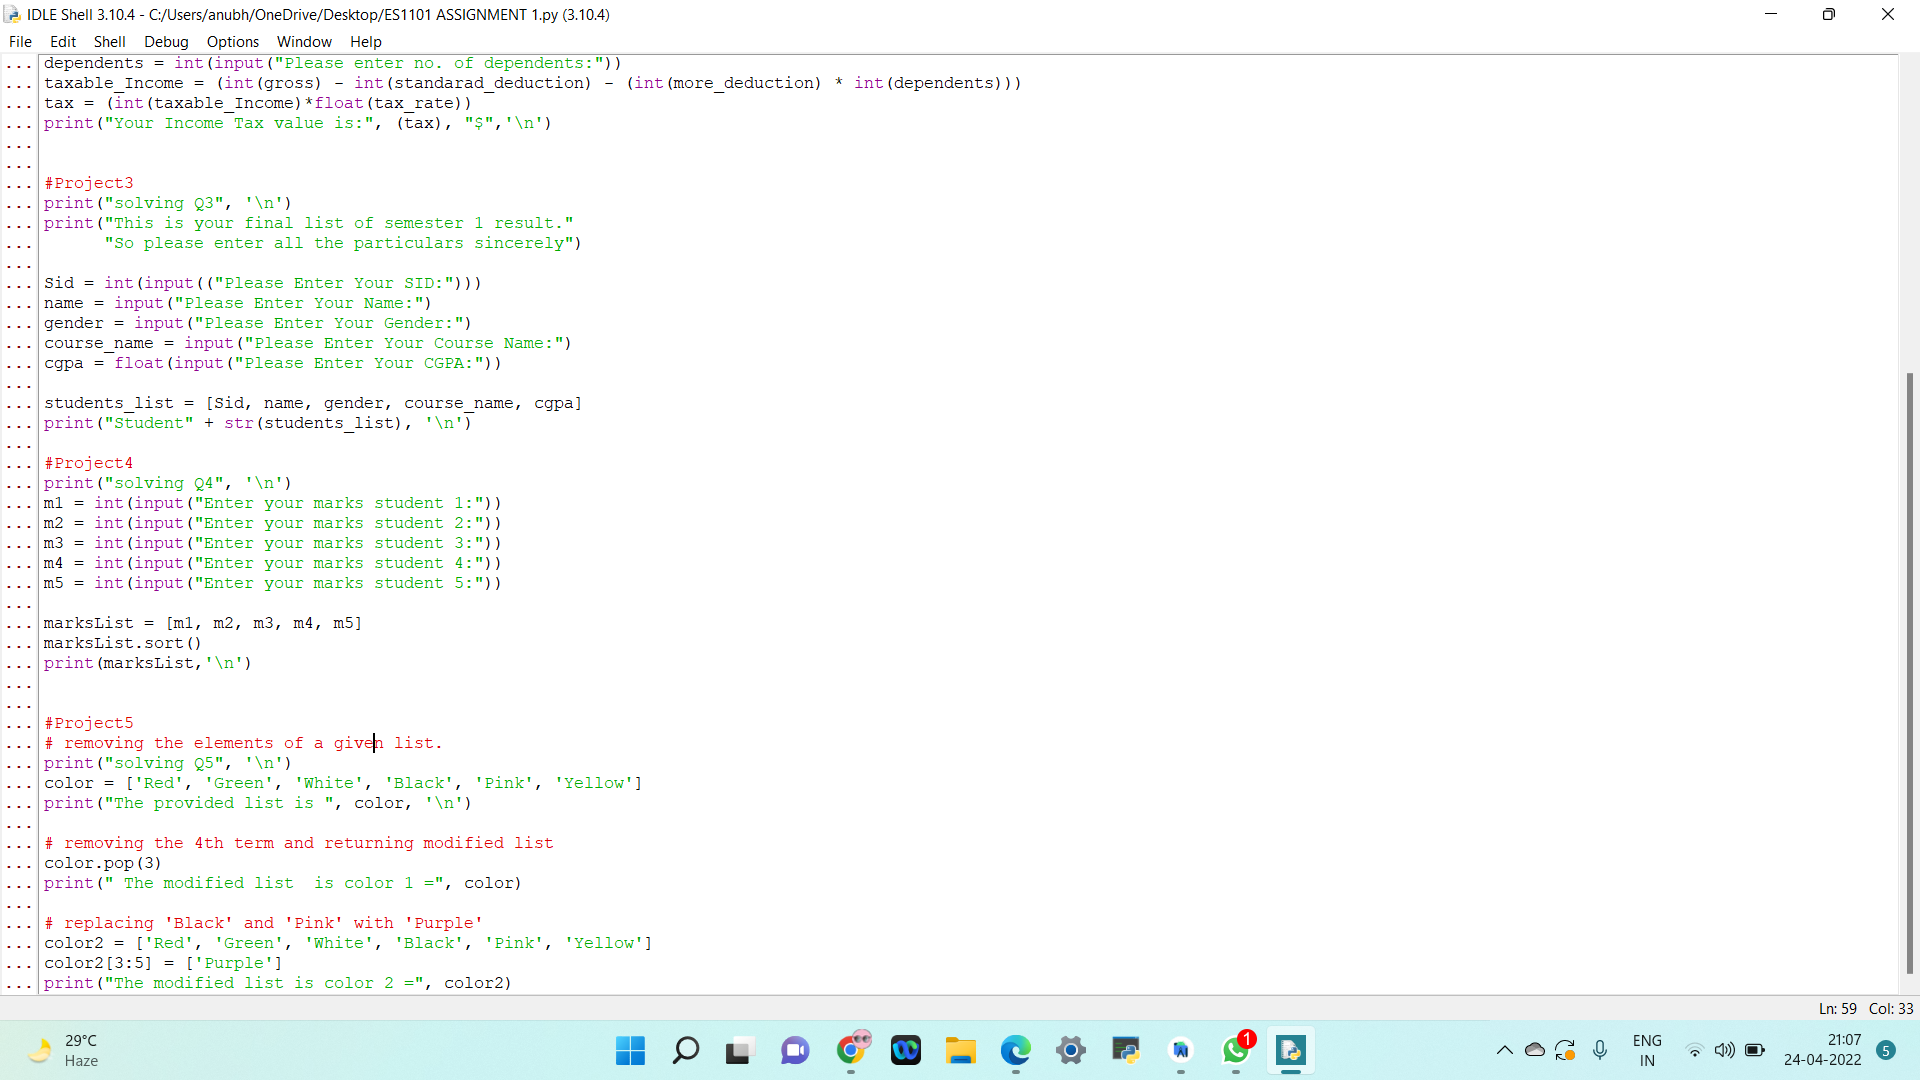 IDLE Shell 3.10.4 - C:/Users/anubh/OneDrive/Desktop/ES1101 ASSIGNMENT 1.py (3.10.4)
File Edit Shell Debug Options Window Help
... dependents = int(input("Please enter no. of dependents:"))
... taxable_Income = (int(gross) - int(standarad_deduction) - (int(more_deduction) * int(dependents)))
... tax = (int(taxable_Income)*float(tax_rate))
... print("Your Income Tax value is:", (tax), "$",'\n')
...
...
... #Project3
... print("solving Q3", '\n')
... print("This is your final list of semester 1 result."
...       "So please enter all the particulars sincerely")
...
... Sid = int(input(("Please Enter Your SID:")))
... name = input("Please Enter Your Name:")
... gender = input("Please Enter Your Gender:")
... course_name = input("Please Enter Your Course Name:")
... cgpa = float(input("Please Enter Your CGPA:"))
...
... students_list = [Sid, name, gender, course_name, cgpa]
... print("Student" + str(students_list), '\n')
...
... #Project4
... print("solving Q4", '\n')
... m1 = int(input("Enter your marks student 1:"))
... m2 = int(input("Enter your marks student 2:"))
... m3 = int(input("Enter your marks student 3:"))
... m4 = int(input("Enter your marks student 4:"))
... m5 = int(input("Enter your marks student 5:"))
...
... marksList = [m1, m2, m3, m4, m5]
... marksList.sort()
... print(marksList,'\n')
...
...
... #Project5
... # removing the elements of a given list.
... print("solving Q5", '\n')
... color = ['Red', 'Green', 'White', 'Black', 'Pink', 'Yellow']
... print("The provided list is ", color, '\n')
...
... # removing the 4th term and returning modified list
... color.pop(3)
... print(" The modified list  is color 1 =", color)
...
... # replacing 'Black' and 'Pink' with 'Purple'
... color2 = ['Red', 'Green', 'White', 'Black', 'Pink', 'Yellow']
... color2[3:5] = ['Purple']
... print("The modified list is color 2 =", color2)
Ln: 59 Col: 33
29°C
Haze
1
ENG
IN
21:07
24-04-2022
5